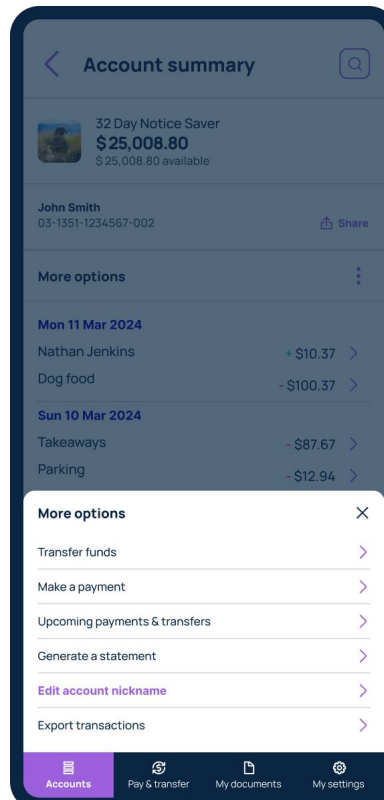 Account summary
32 Day Notice Saver
$25,008.80
$25,008.80 available
John Smith
03-1351-1234567-002
Share
More options
Mon 11 Mar 2024
Nathan Jenkins + $10.37
Dog food - $100.37
Sun 10 Mar 2024
Takeaways - $87.67
Parking - $12.94
More options
Transfer funds
Make a payment
Upcoming payments & transfers
Generate a statement
Edit account nickname
Export transactions
Accounts Pay & transfer My documents My settings